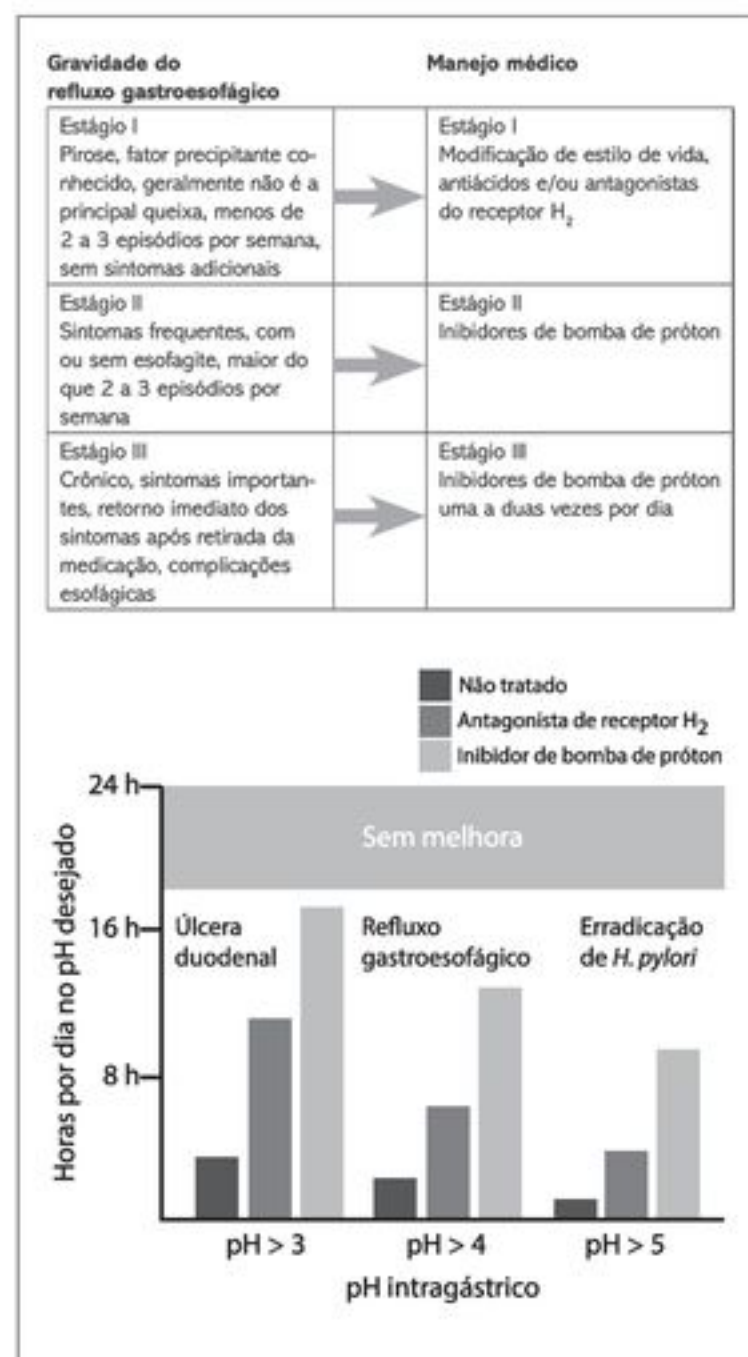 Gravidade do
refluxo gastroesofágico
Manejo médico
Estágio I
Pirose, fator precipitante co-
nhecido, geralmente não é a
principal queixa, menos de
2 a 3 episódios por semana,
sem sintomas adicionais
Estágio I
Modificação de estilo de vida,
antiácidos e/ou antagonistas
do receptor H₂
Estágio II
Sintomas frequentes, com
ou sem esofagite, maior do
que 2 a 3 episódios por
semana
Estágio II
Inibidores de bomba de próton
Estágio III
Crônico, sintomas importan-
tes, retorno imediato dos
sintomas após retirada da
medicação, complicações
esofágicas
Estágio III
Inibidores de bomba de próton
uma a duas vezes por dia
Não tratado
Antagonista de receptor H₂
Inibidor de bomba de próton
Horas por dia no pH desejado
24 h
16 h
8 h
Sem melhora
Úlcera
duodenal
Refluxo
gastroesofágico
Erradicação
de H. pylori
pH > 3
pH > 4
pH > 5
pH intragástrico